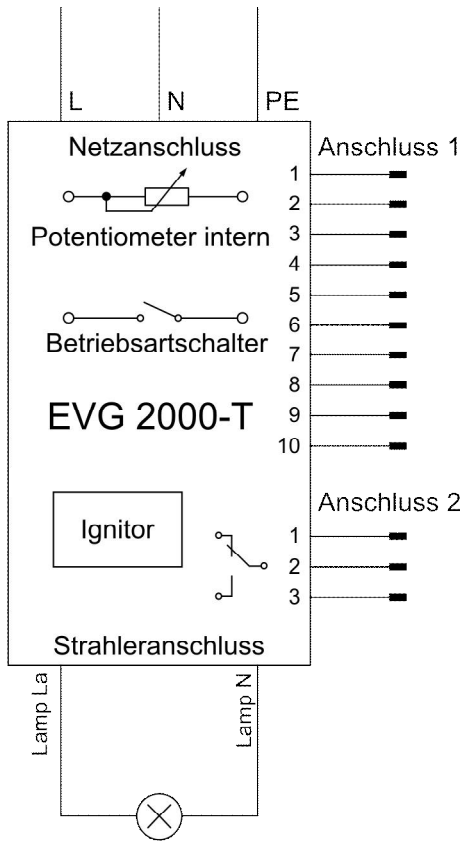 L N PE
Netzanschluss
Anschluss 1
1
2
Potentiometer intern
3
4
5
6
Betriebsartschalter
7
8
EVG 2000-T
9
10
Anschluss 2
Ignitor
1
2
3
Strahleranschluss
Lamp La
Lamp N